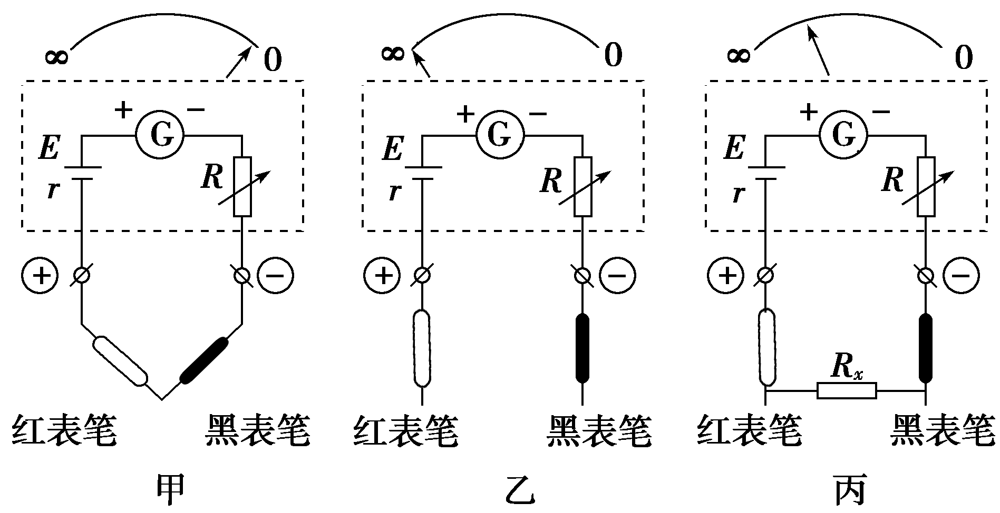 ∞ 0 ∞ 0 ∞ 0
+ G − + G − + G −
E E E
R R R
r r r
+ − + − + −
Rx
红表笔 黑表笔 红表笔 黑表笔 红表笔 黑表笔
甲 乙 丙